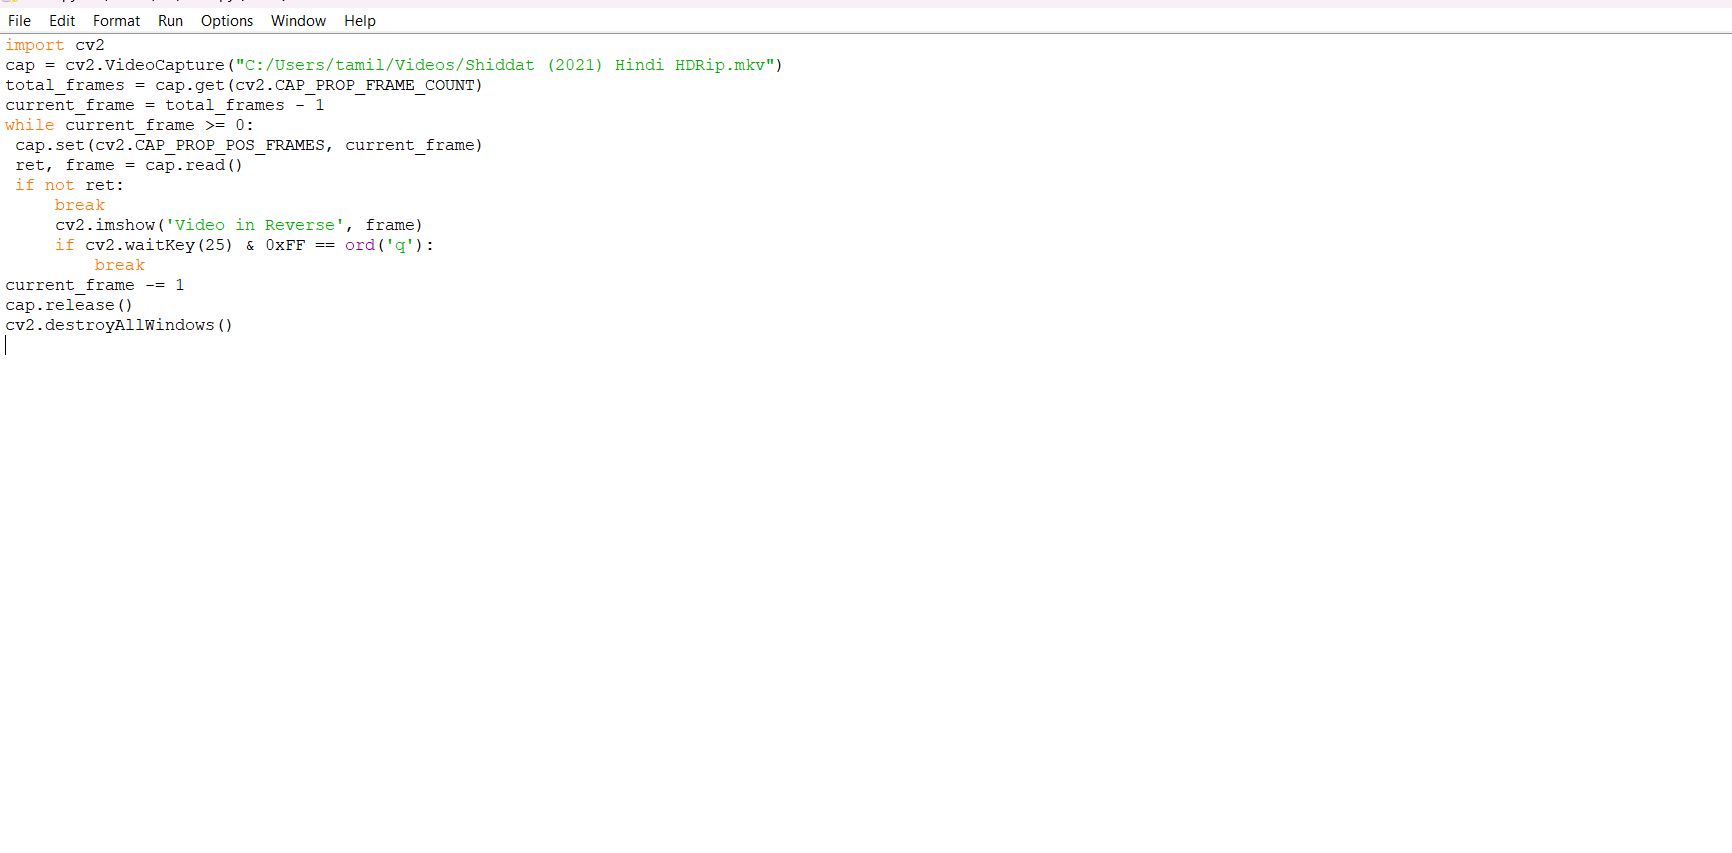 File Edit Format Run Options Window Help
import cv2
cap = cv2.VideoCapture("C:/Users/tamil/Videos/Shiddat (2021) Hindi HDRip.mkv")
total_frames = cap.get(cv2.CAP_PROP_FRAME_COUNT)
current_frame = total_frames - 1
while current_frame >= 0:
 cap.set(cv2.CAP_PROP_POS_FRAMES, current_frame)
 ret, frame = cap.read()
 if not ret:
     break
     cv2.imshow('Video in Reverse', frame)
     if cv2.waitKey(25) & 0xFF == ord('q'):
         break
current_frame -= 1
cap.release()
cv2.destroyAllWindows()